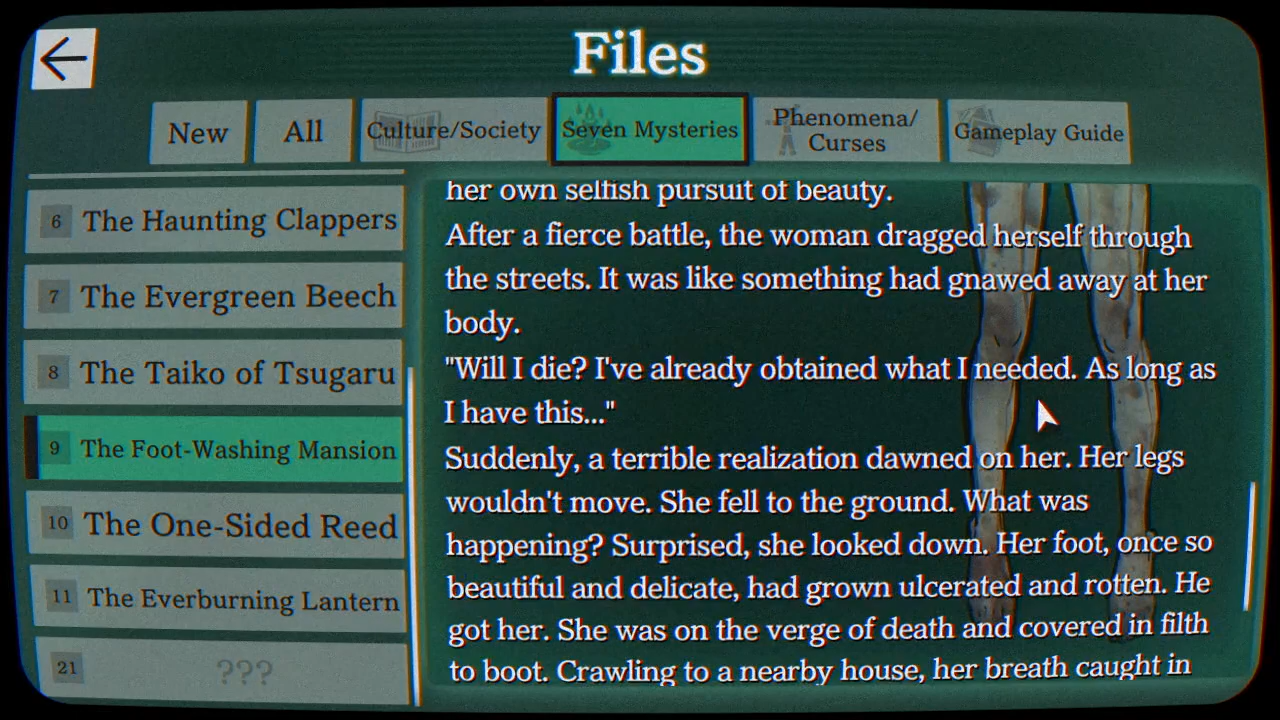 Files
New
All
Culture/Society
Seven Mysteries
Phenomena/
Curses
Gameplay Guide
6 The Haunting Clappers
7 The Evergreen Beech
8 The Taiko of Tsugaru
9 The Foot-Washing Mansion
10 The One-Sided Reed
11 The Everburning Lantern
21 ???
her own selfish pursuit of beauty.
After a fierce battle, the woman dragged herself through
the streets. It was like something had gnawed away at her
body.
"Will I die? I've already obtained what I needed. As long as
I have this..."
Suddenly, a terrible realization dawned on her. Her legs
wouldn't move. She fell to the ground. What was
happening? Surprised, she looked down. Her foot, once so
beautiful and delicate, had grown ulcerated and rotten. He
got her. She was on the verge of death and covered in filth
to boot. Crawling to a nearby house, her breath caught in